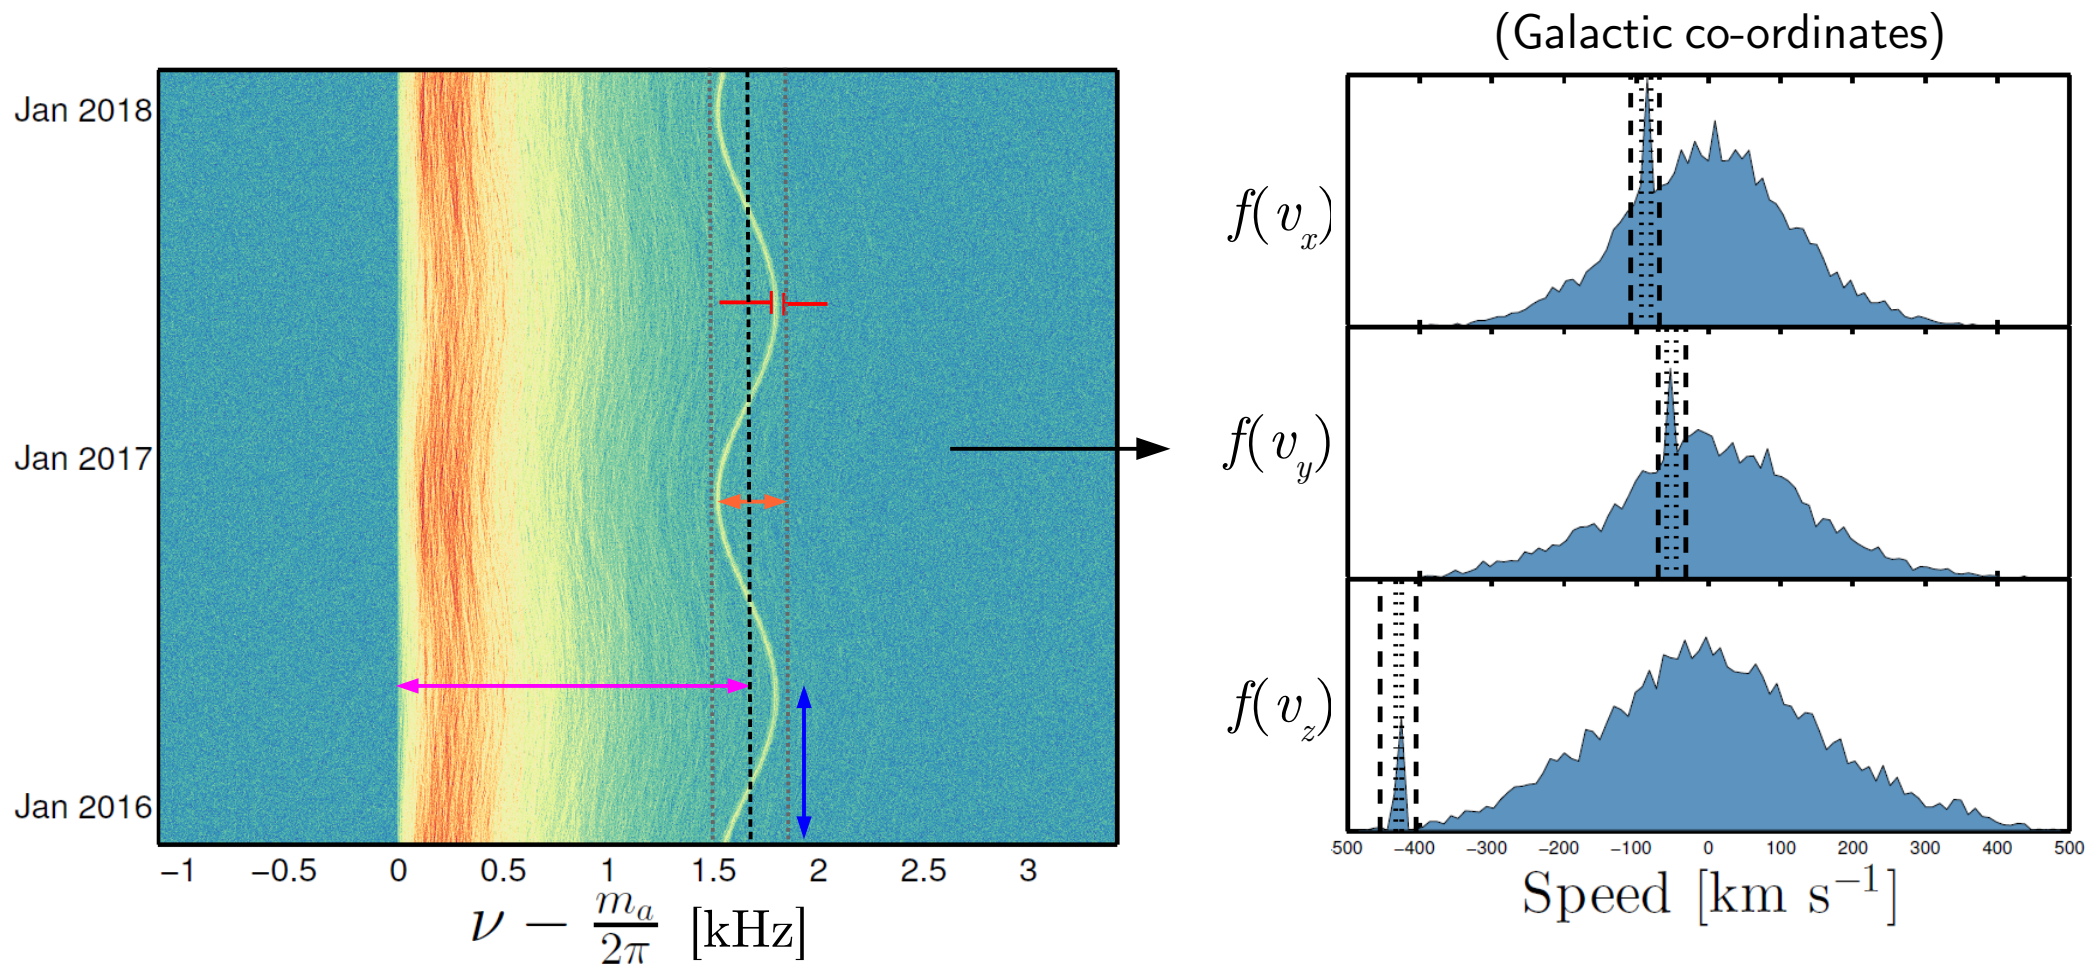 (Galactic co-ordinates)
Jan 2018
Jan 2017
Jan 2016
−1 −0.5 0 0.5 1 1.5 2 2.5 3
ν − m_a/2π [kHz]
f(v_x)
f(v_y)
f(v_z)
500 −400 −300 −200 −100 0 100 200 300 400 500
Speed [km s⁻¹]